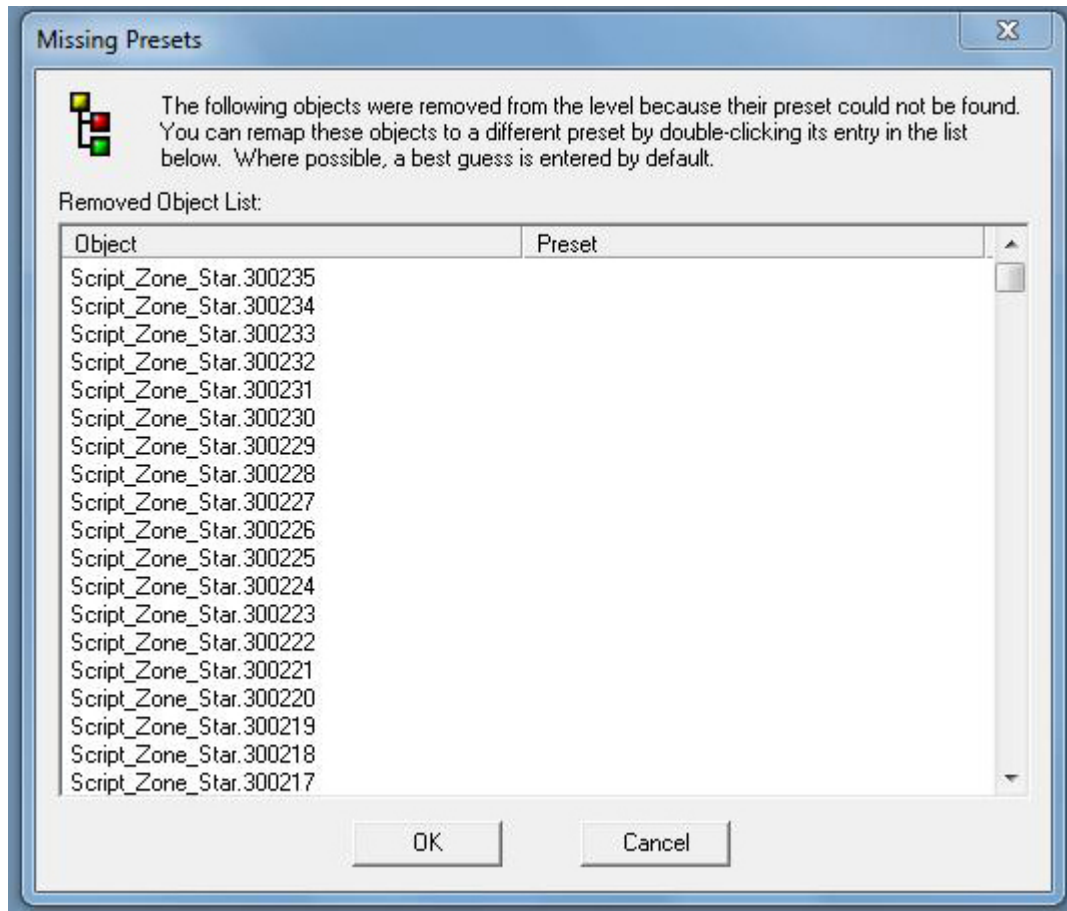 Missing Presets
The following objects were removed from the level because their preset could not be found.
You can remap these objects to a different preset by double-clicking its entry in the list
below.  Where possible, a best guess is entered by default.
Removed Object List:
Object Preset
Script_Zone_Star.300235
Script_Zone_Star.300234
Script_Zone_Star.300233
Script_Zone_Star.300232
Script_Zone_Star.300231
Script_Zone_Star.300230
Script_Zone_Star.300229
Script_Zone_Star.300228
Script_Zone_Star.300227
Script_Zone_Star.300226
Script_Zone_Star.300225
Script_Zone_Star.300224
Script_Zone_Star.300223
Script_Zone_Star.300222
Script_Zone_Star.300221
Script_Zone_Star.300220
Script_Zone_Star.300219
Script_Zone_Star.300218
Script_Zone_Star.300217
OK Cancel